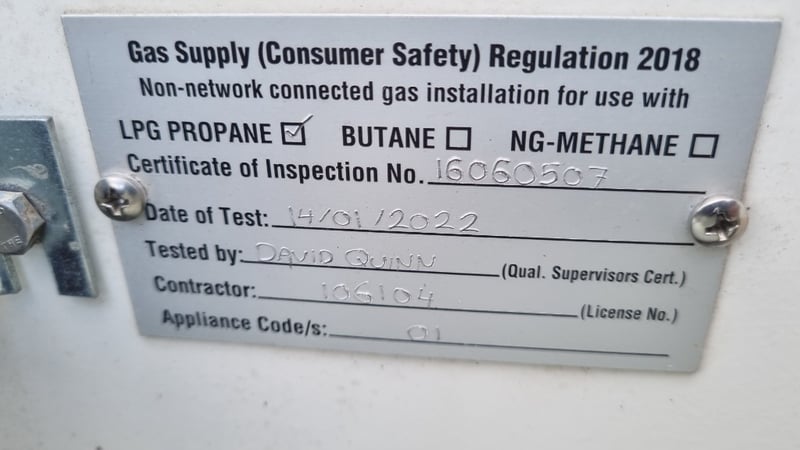 Gas Supply (Consumer Safety) Regulation 2018
Non-network connected gas installation for use with
LPG PROPANE ☑ BUTANE ☐ NG-METHANE ☐
Certificate of Inspection No. 16060507
Date of Test: 14/01/2022
Tested by: DAVID QUINN (Qual. Supervisors Cert.)
Contractor: 106104 (License No.)
Appliance Code/s: 01